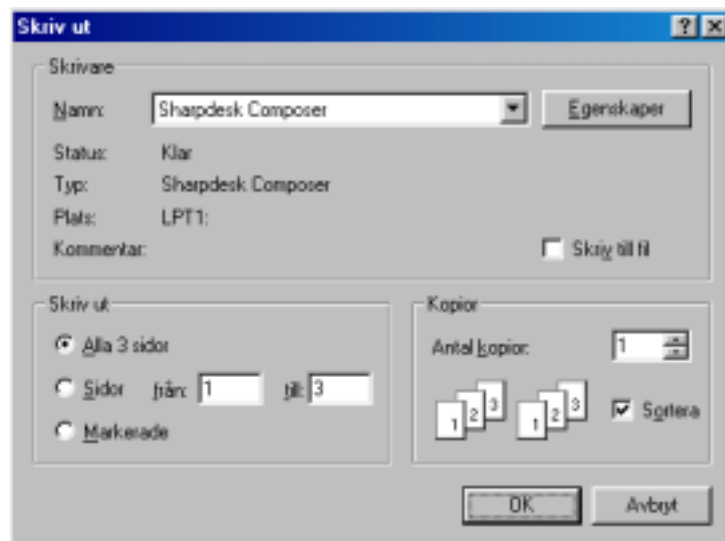 Skriv ut
Skrivare
Namn: Sharpdesk Composer Egenskaper
Status: Klar
Typ: Sharpdesk Composer
Plats: LPT1:
Kommentar: Skriv till fil
Skriv ut
Alla 3 sidor
Sidor från: 1 till: 3
Markerade
Kopior
Antal kopior: 1
1 2 3 1 2 3 Sortera
OK Avbryt